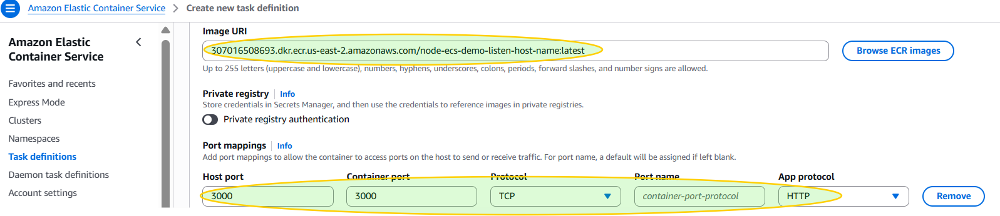 Amazon Elastic Container Service > Create new task definition
Amazon Elastic
Container Service
Favorites and recents
Express Mode
Clusters
Namespaces
Task definitions
Daemon task definitions
Account settings
Image URI
307016508693.dkr.ecr.us-east-2.amazonaws.com/node-ecs-demo-listen-host-name:latest
Browse ECR images
Up to 255 letters (uppercase and lowercase), numbers, hyphens, underscores, colons, periods, forward slashes, and number signs are allowed.
Private registry | Info
Store credentials in Secrets Manager, and then use the credentials to reference images in private registries.
Private registry authentication
Port mappings | Info
Add port mappings to allow the container to access ports on the host to send or receive traffic. For port name, a default will be assigned if left blank.
Host port Container port Protocol Port name App protocol
3000 3000 TCP container-port-protocol HTTP Remove